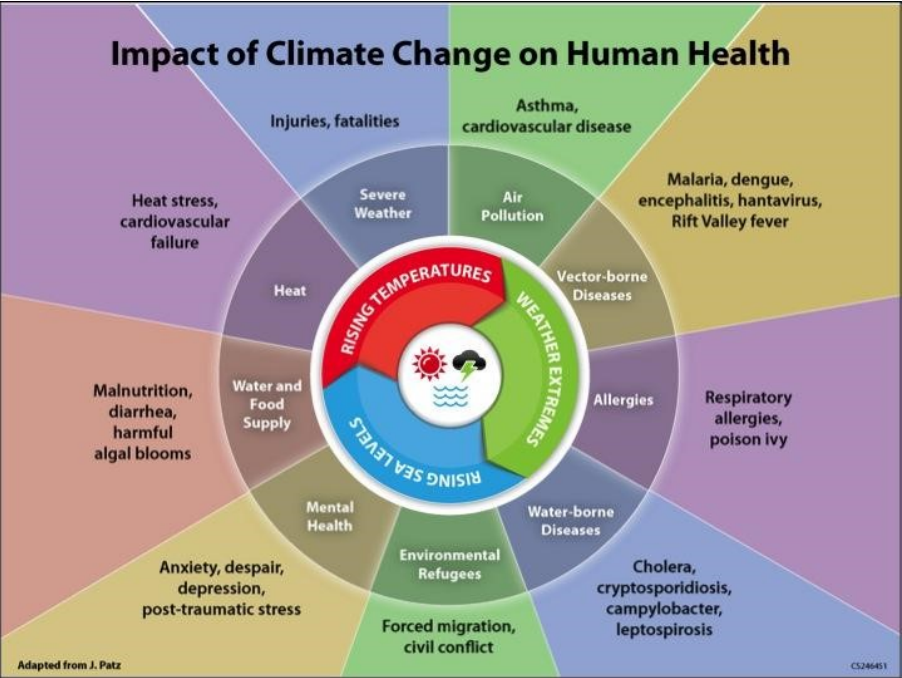 Impact of Climate Change on Human Health
Injuries, fatalities
Asthma,
cardiovascular disease
Malaria, dengue,
encephalitis, hantavirus,
Rift Valley fever
Respiratory
allergies,
poison ivy
Cholera,
cryptosporidiosis,
campylobacter,
leptospirosis
Forced migration,
civil conflict
Anxiety, despair,
depression,
post-traumatic stress
Malnutrition,
diarrhea,
harmful
algal blooms
Heat stress,
cardiovascular
failure
Severe
Weather
Air
Pollution
Vector-borne
Diseases
Allergies
Water-borne
Diseases
Environmental
Refugees
Mental
Health
Water and
Food
Supply
Heat
RISING TEMPERATURES
WEATHER EXTREMES
RISING SEA LEVELS
Adapted from J. Patz
CS246451